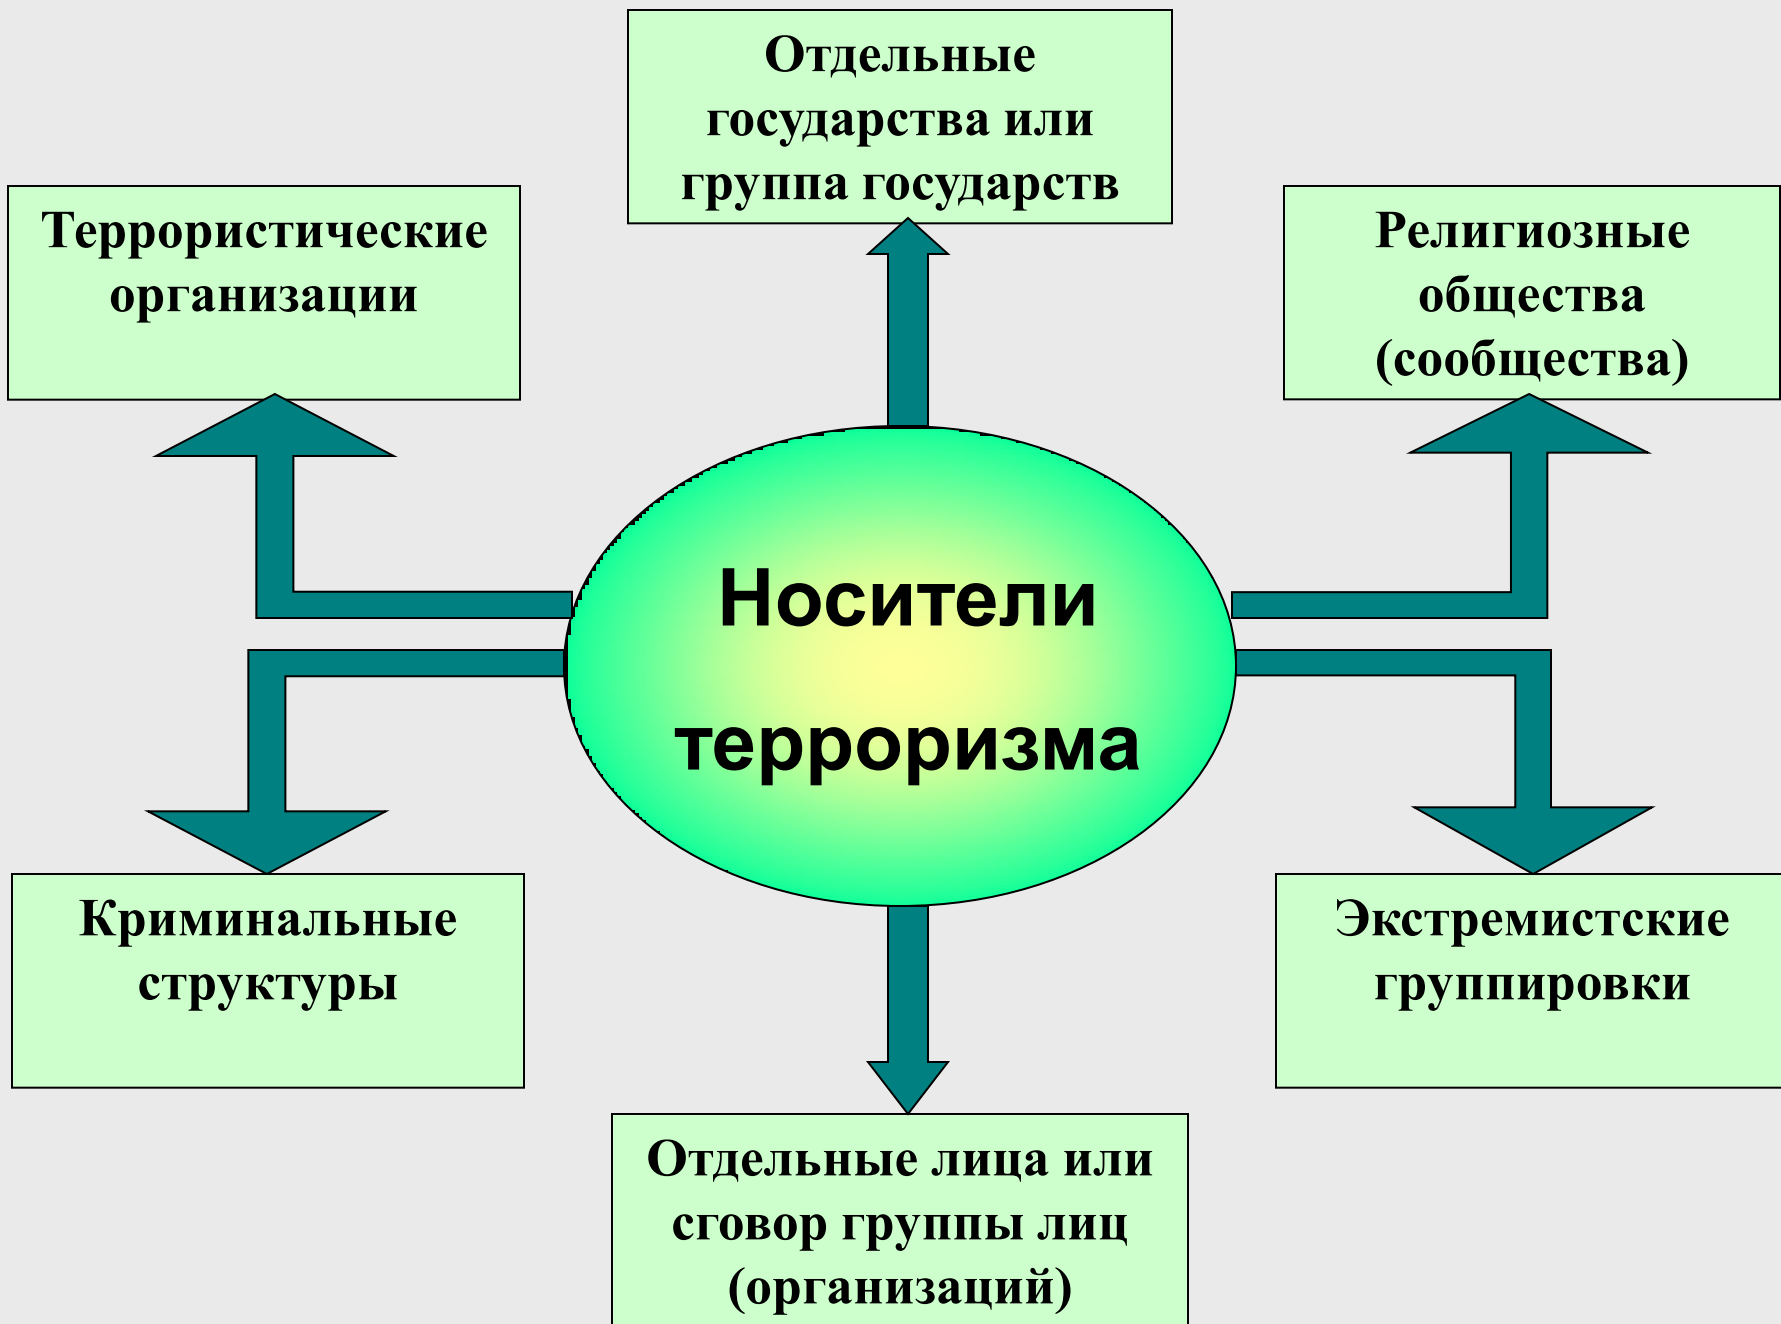 Отдельные
государства или
группа государств
Террористические
организации
Религиозные
общества
(сообщества)
Носители
терроризма
Криминальные
структуры
Экстремистские
группировки
Отдельные лица или
сговор группы лиц
(организаций)